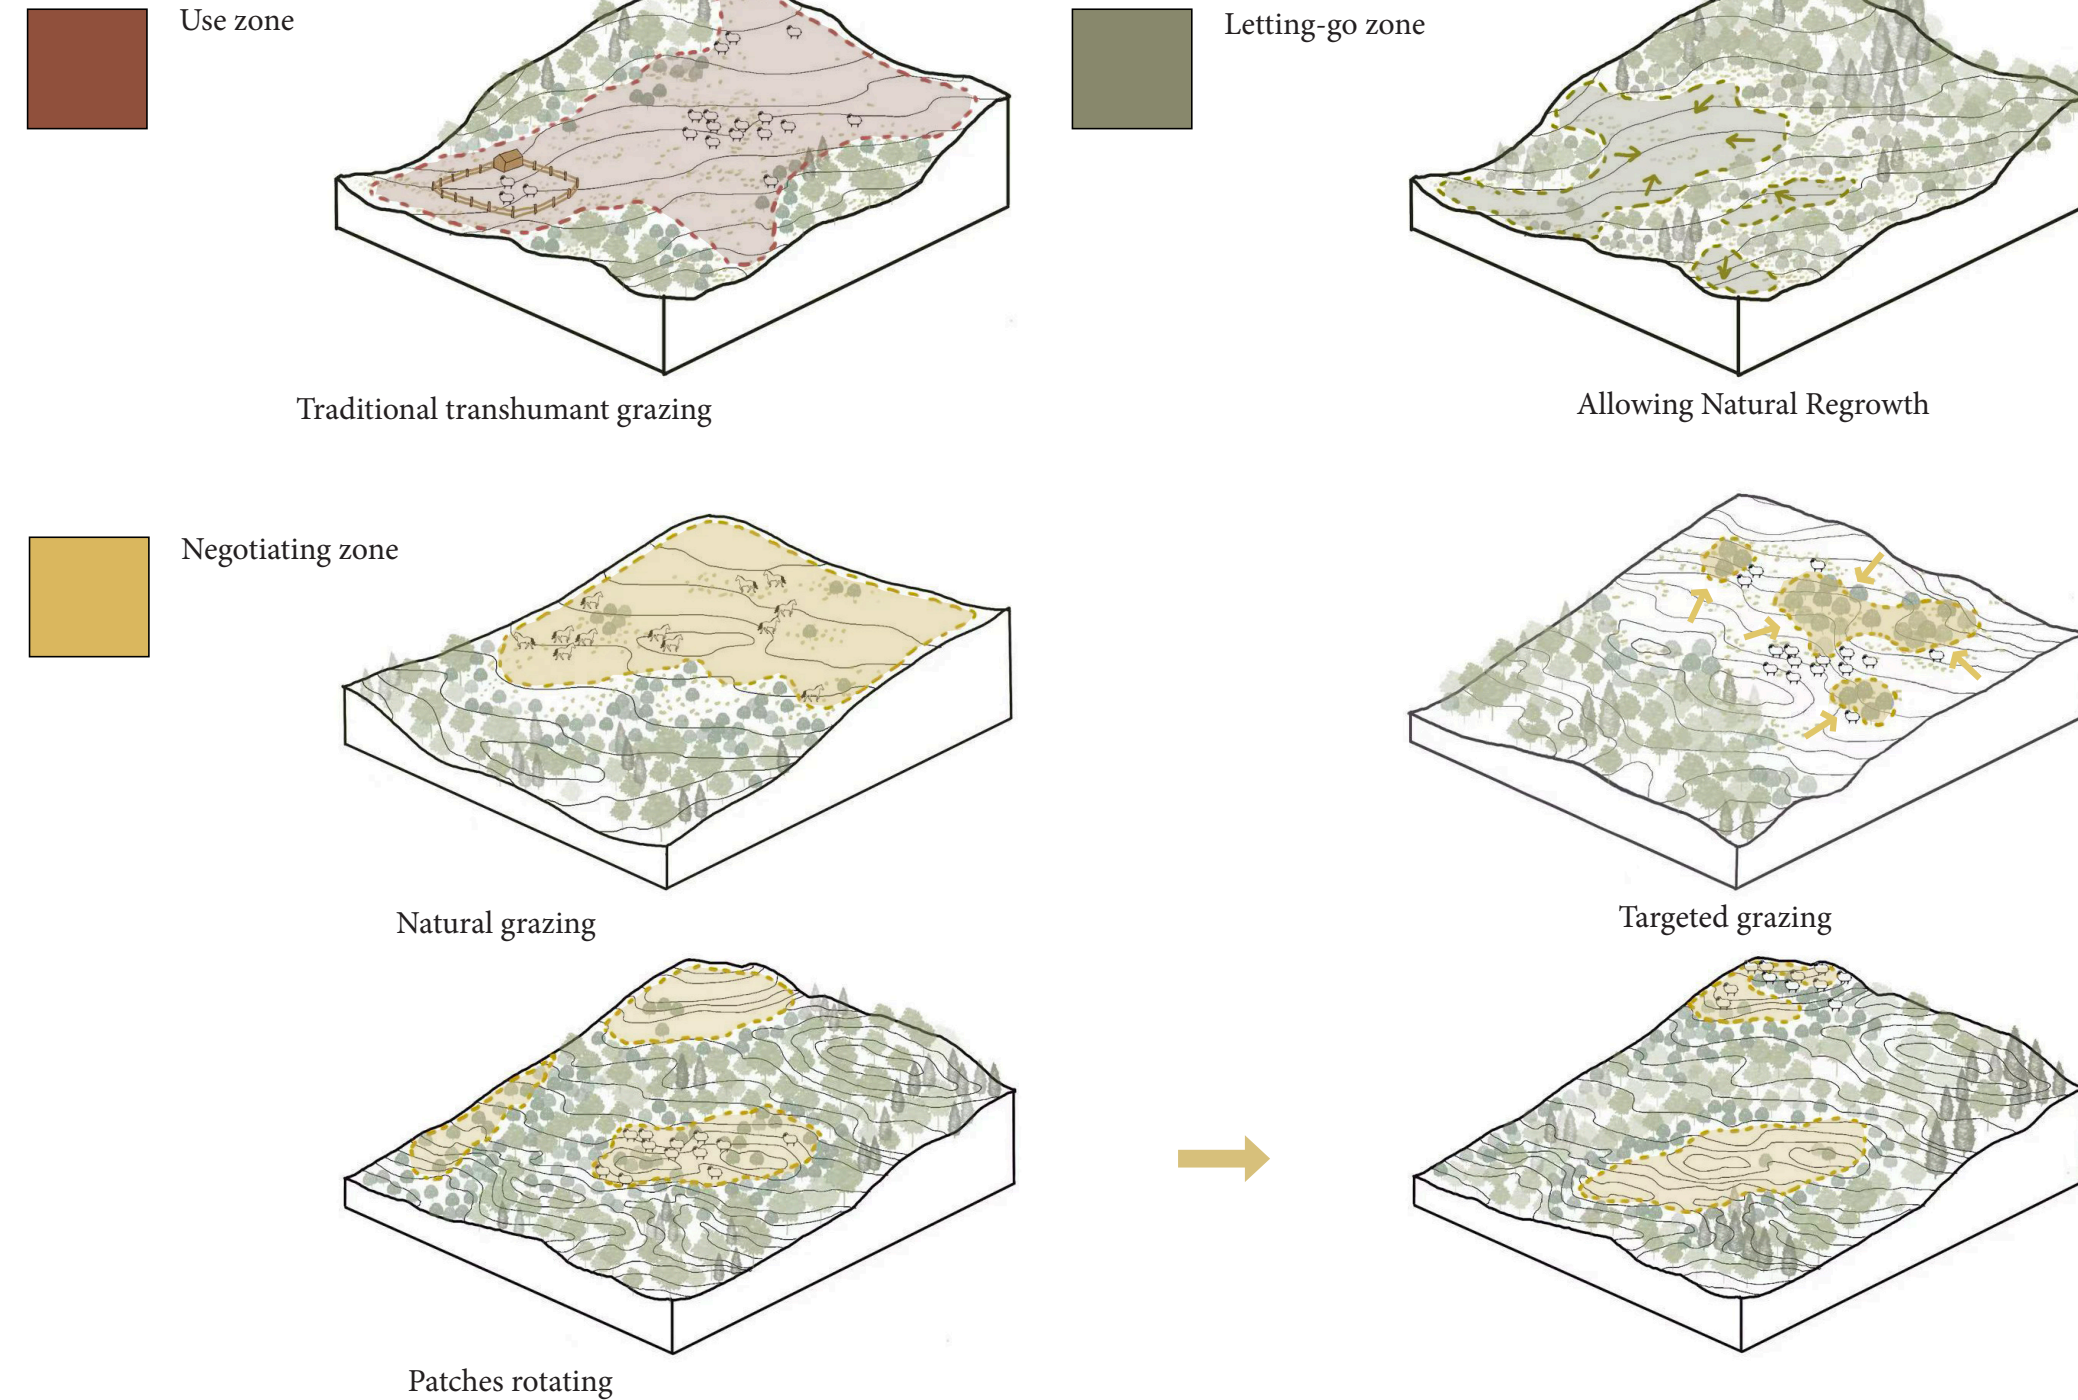 Use zone
Letting-go zone
Traditional transhumant grazing
Allowing Natural Regrowth
Negotiating zone
Natural grazing
Targeted grazing
Patches rotating